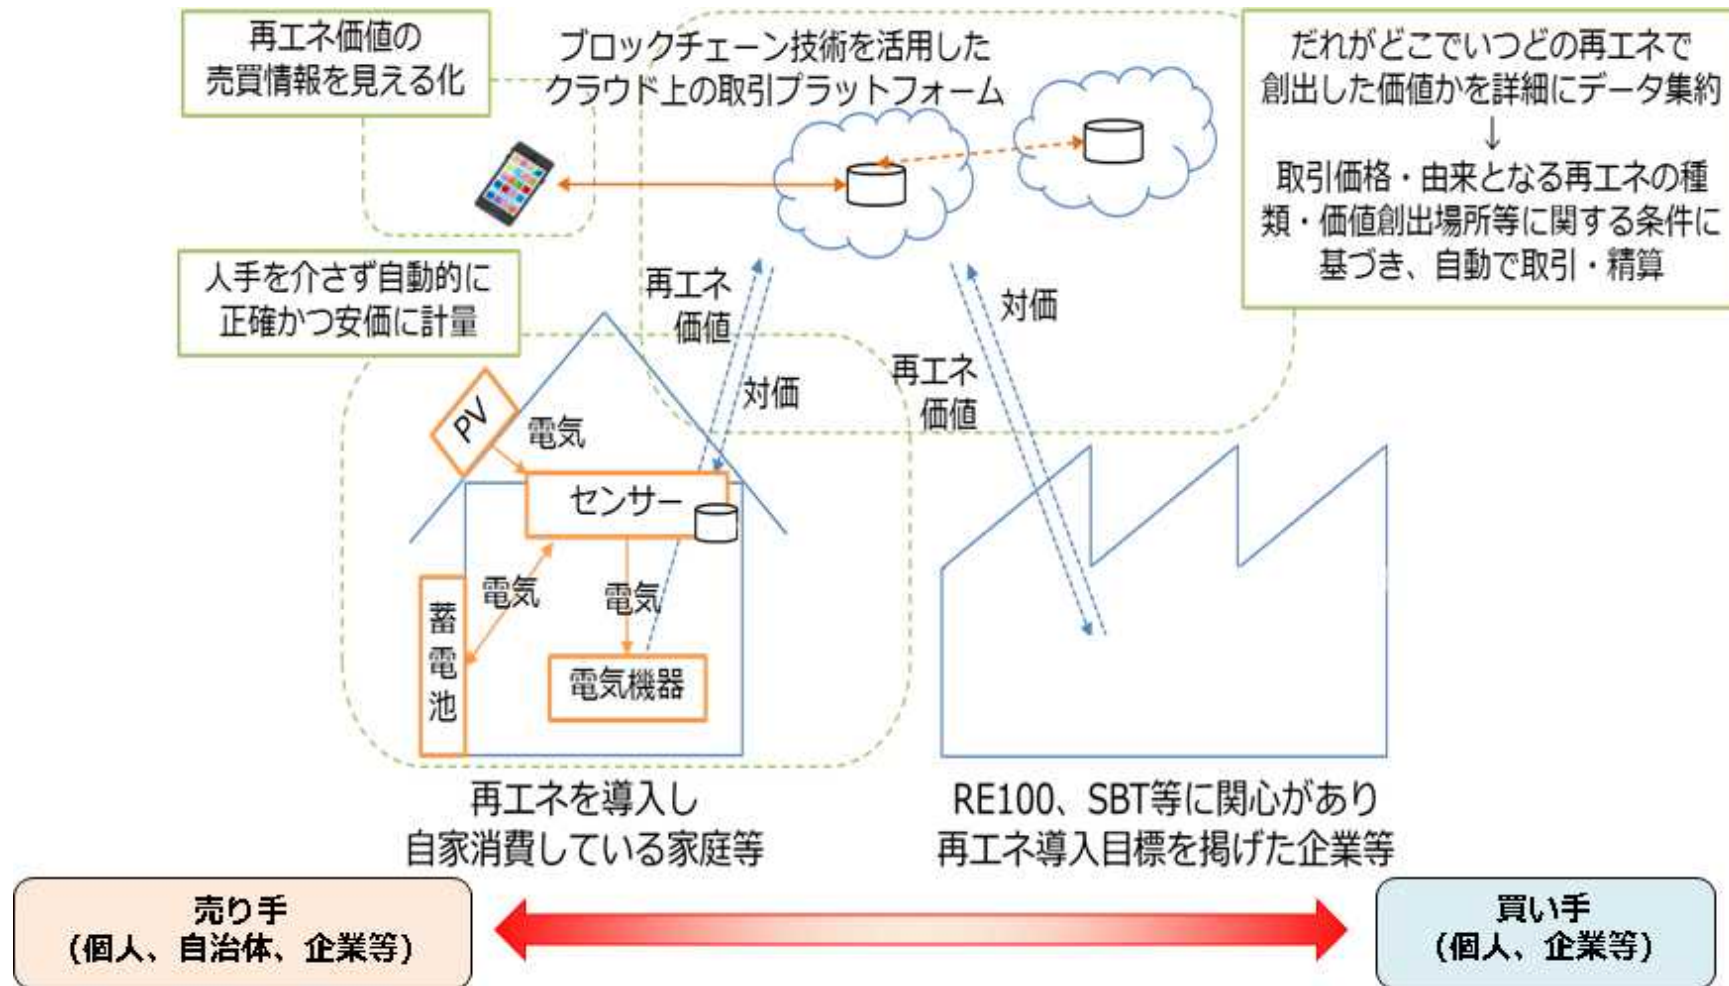 再エネ価値の
売買情報を見える化
ブロックチェーン技術を活用した
クラウド上の取引プラットフォーム
だれがどこでいつどの再エネで
創出した価値かを詳細にデータ集約
↓
取引価格・由来となる再エネの種
類・価値創出場所等に関する条件に
基づき、自動で取引・精算
人手を介さず自動的に
正確かつ安価に計量
再エネ
価値
対価
対価
再エネ
価値
PV
電気
センサー
電気
電気
蓄
電
池
電気機器
再エネを導入し
自家消費している家庭等
RE100、SBT等に関心があり
再エネ導入目標を掲げた企業等
売り手
(個人、自治体、企業等)
買い手
(個人、企業等)